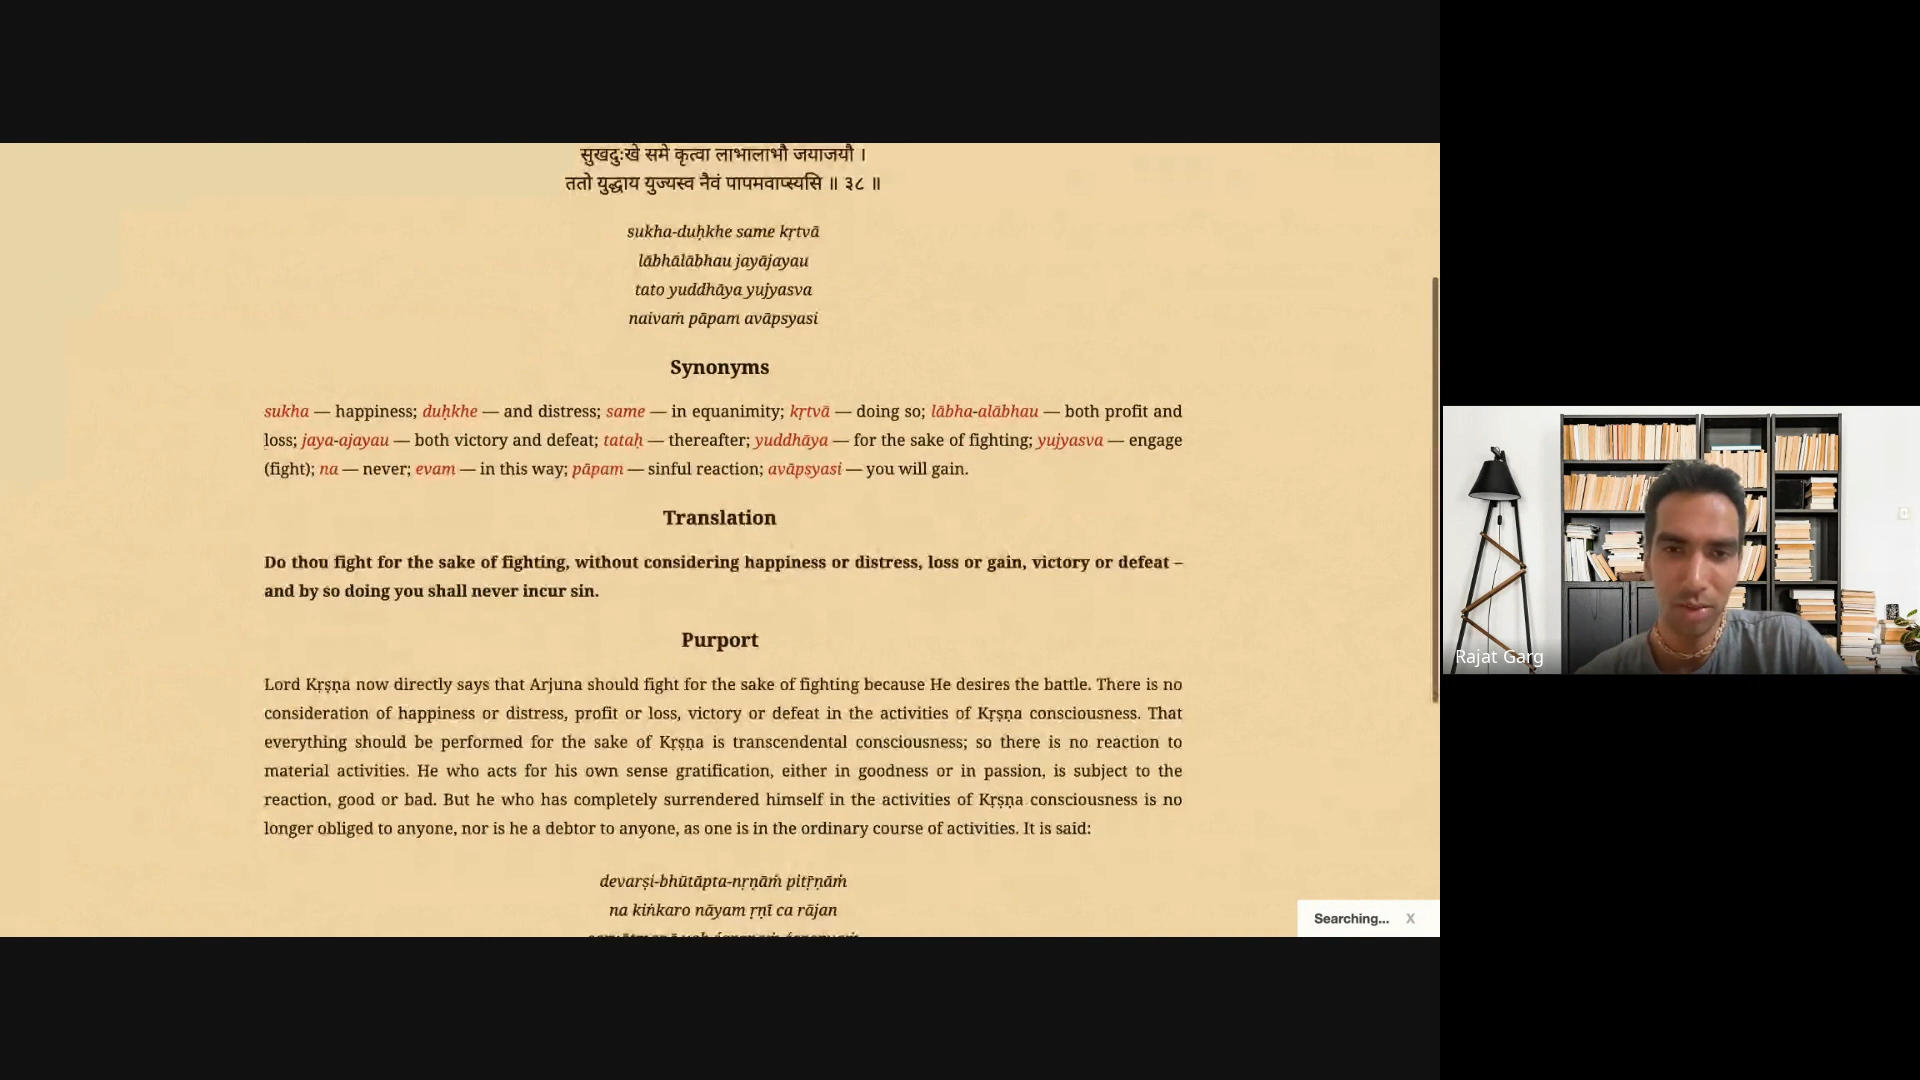 सुखदुःखे समे कृत्वा लाभालाभौ जयाजयौ ।
ततो युद्धाय युज्यस्व नैवं पापमवाप्स्यसि ॥ ३८ ॥
sukha-duḥkhe same kṛtvā
lābhālābhau jayājayau
tato yuddhāya yujyasva
naivaṁ pāpam avāpsyasi
Synonyms
sukha — happiness; duḥkhe — and distress; same — in equanimity; kṛtvā — doing so; lābha-alābhau — both profit and
loss; jaya-ajayau — both victory and defeat; tataḥ — thereafter; yuddhāya — for the sake of fighting; yujyasva — engage
(fight); na — never; evam — in this way; pāpam — sinful reaction; avāpsyasi — you will gain.
Translation
Do thou fight for the sake of fighting, without considering happiness or distress, loss or gain, victory or defeat –
and by so doing you shall never incur sin.
Purport
Lord Kṛṣṇa now directly says that Arjuna should fight for the sake of fighting because He desires the battle. There is no
consideration of happiness or distress, profit or loss, victory or defeat in the activities of Kṛṣṇa consciousness. That
everything should be performed for the sake of Kṛṣṇa is transcendental consciousness; so there is no reaction to
material activities. He who acts for his own sense gratification, either in goodness or in passion, is subject to the
reaction, good or bad. But he who has completely surrendered himself in the activities of Kṛṣṇa consciousness is no
longer obliged to anyone, nor is he a debtor to anyone, as one is in the ordinary course of activities. It is said:
devarṣi-bhūtāpta-nṛṇāṁ pitṝṇāṁ
na kiṅkaro nāyam ṛṇī ca rājan
Searching... X
Rajat Garg